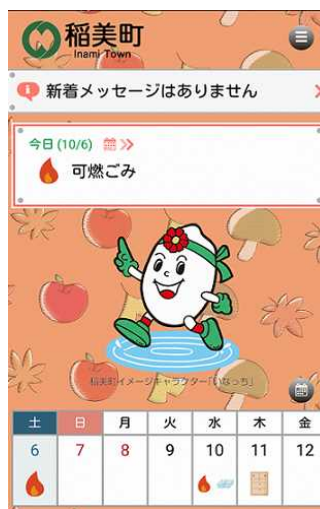 稲美町
Inami Town
新着メッセージはありません
今日(10/6)
可燃ごみ
稲美町イメージキャラクター「いなっち」
土 日 月 火 水 木 金
6 7 8 9 10 11 12